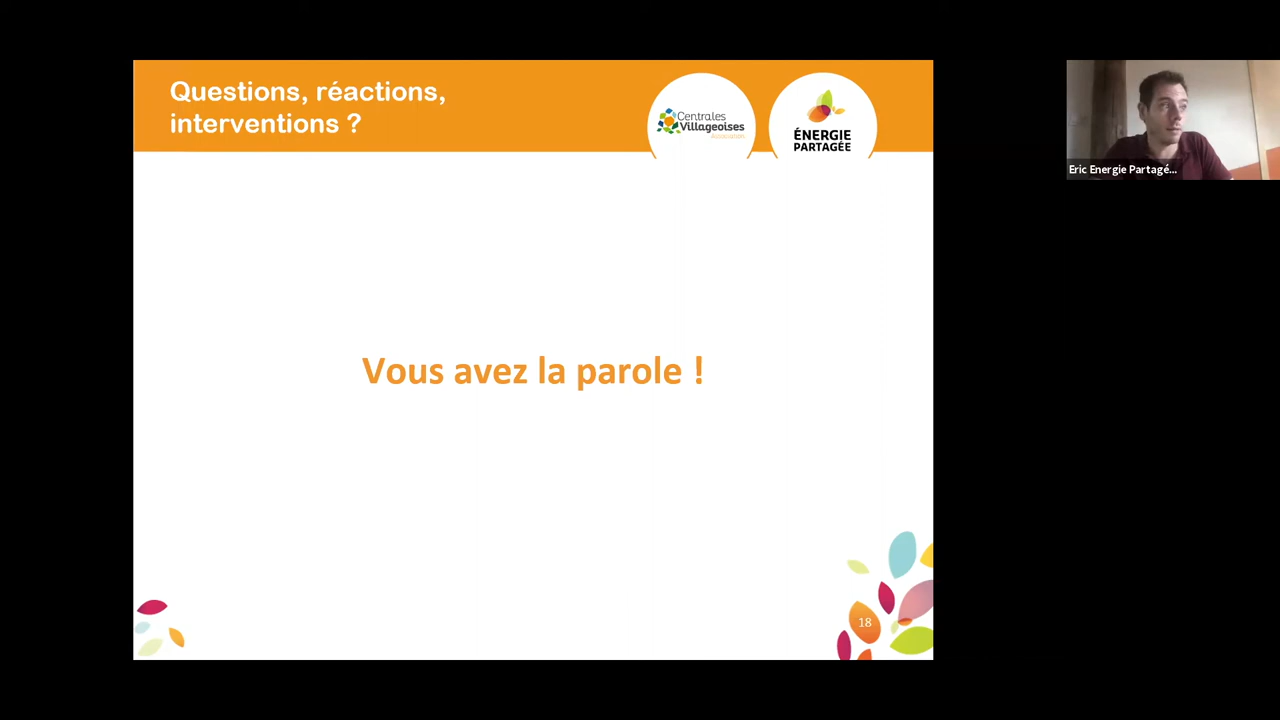 Questions, réactions,
interventions ?
Centrales
Villageoises
ÉNERGIE
PARTAGÉE
Eric Energie Partagé...
Vous avez la parole !
18